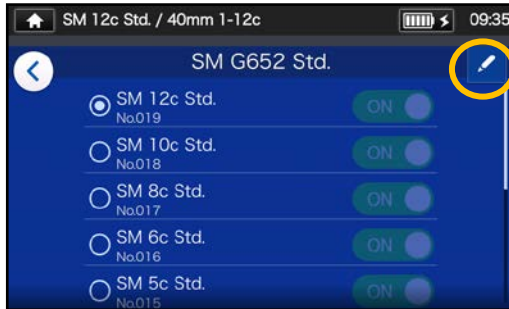 SM 12c Std. / 40mm 1-12c 09:35
SM G652 Std.
SM 12c Std. ON
No.019
SM 10c Std. ON
No.018
SM 8c Std. ON
No.017
SM 6c Std. ON
No.016
SM 5c Std. ON
No.015